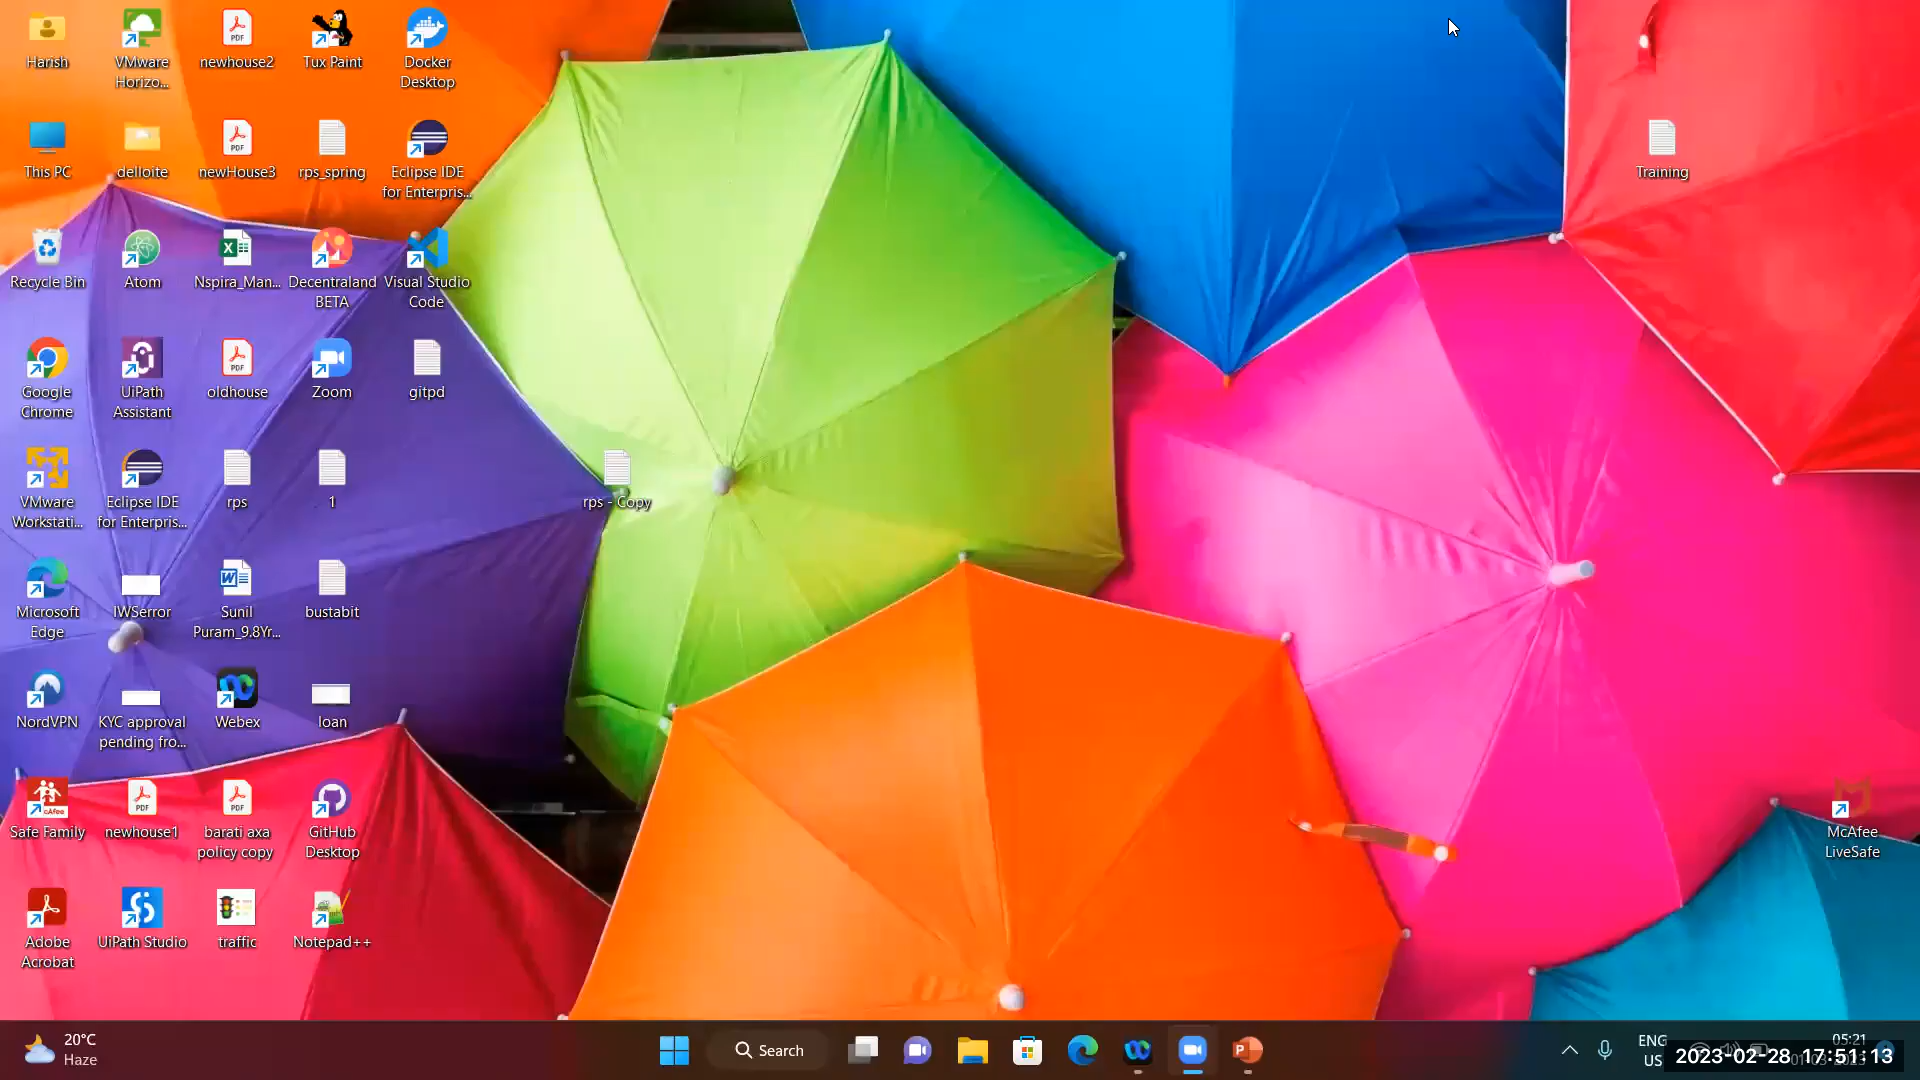 Harish
VMware
Horizo...
newhouse2
Tux Paint
Docker
Desktop
This PC
delloite
newHouse3
rps_spring
Eclipse IDE
for Enterpris...
Training
Recycle Bin
Atom
Nspira_Man...
Decentraland
BETA
Visual Studio
Code
Google
Chrome
UiPath
Assistant
oldhouse
Zoom
gitpd
VMware
Workstati...
Eclipse IDE
for Enterpris...
rps
1
rps - Copy
Microsoft
Edge
IWSerror
Sunil
Puram_9.8Yr...
bustabit
NordVPN
KYC approval
pending fro...
Webex
loan
Safe Family
newhouse1
barati axa
policy copy
GitHub
Desktop
McAfee
LiveSafe
Adobe
Acrobat
UiPath Studio
traffic
Notepad++
20°C
Haze
Search
ENG
US
05:21
2023-02-28 17:51:13